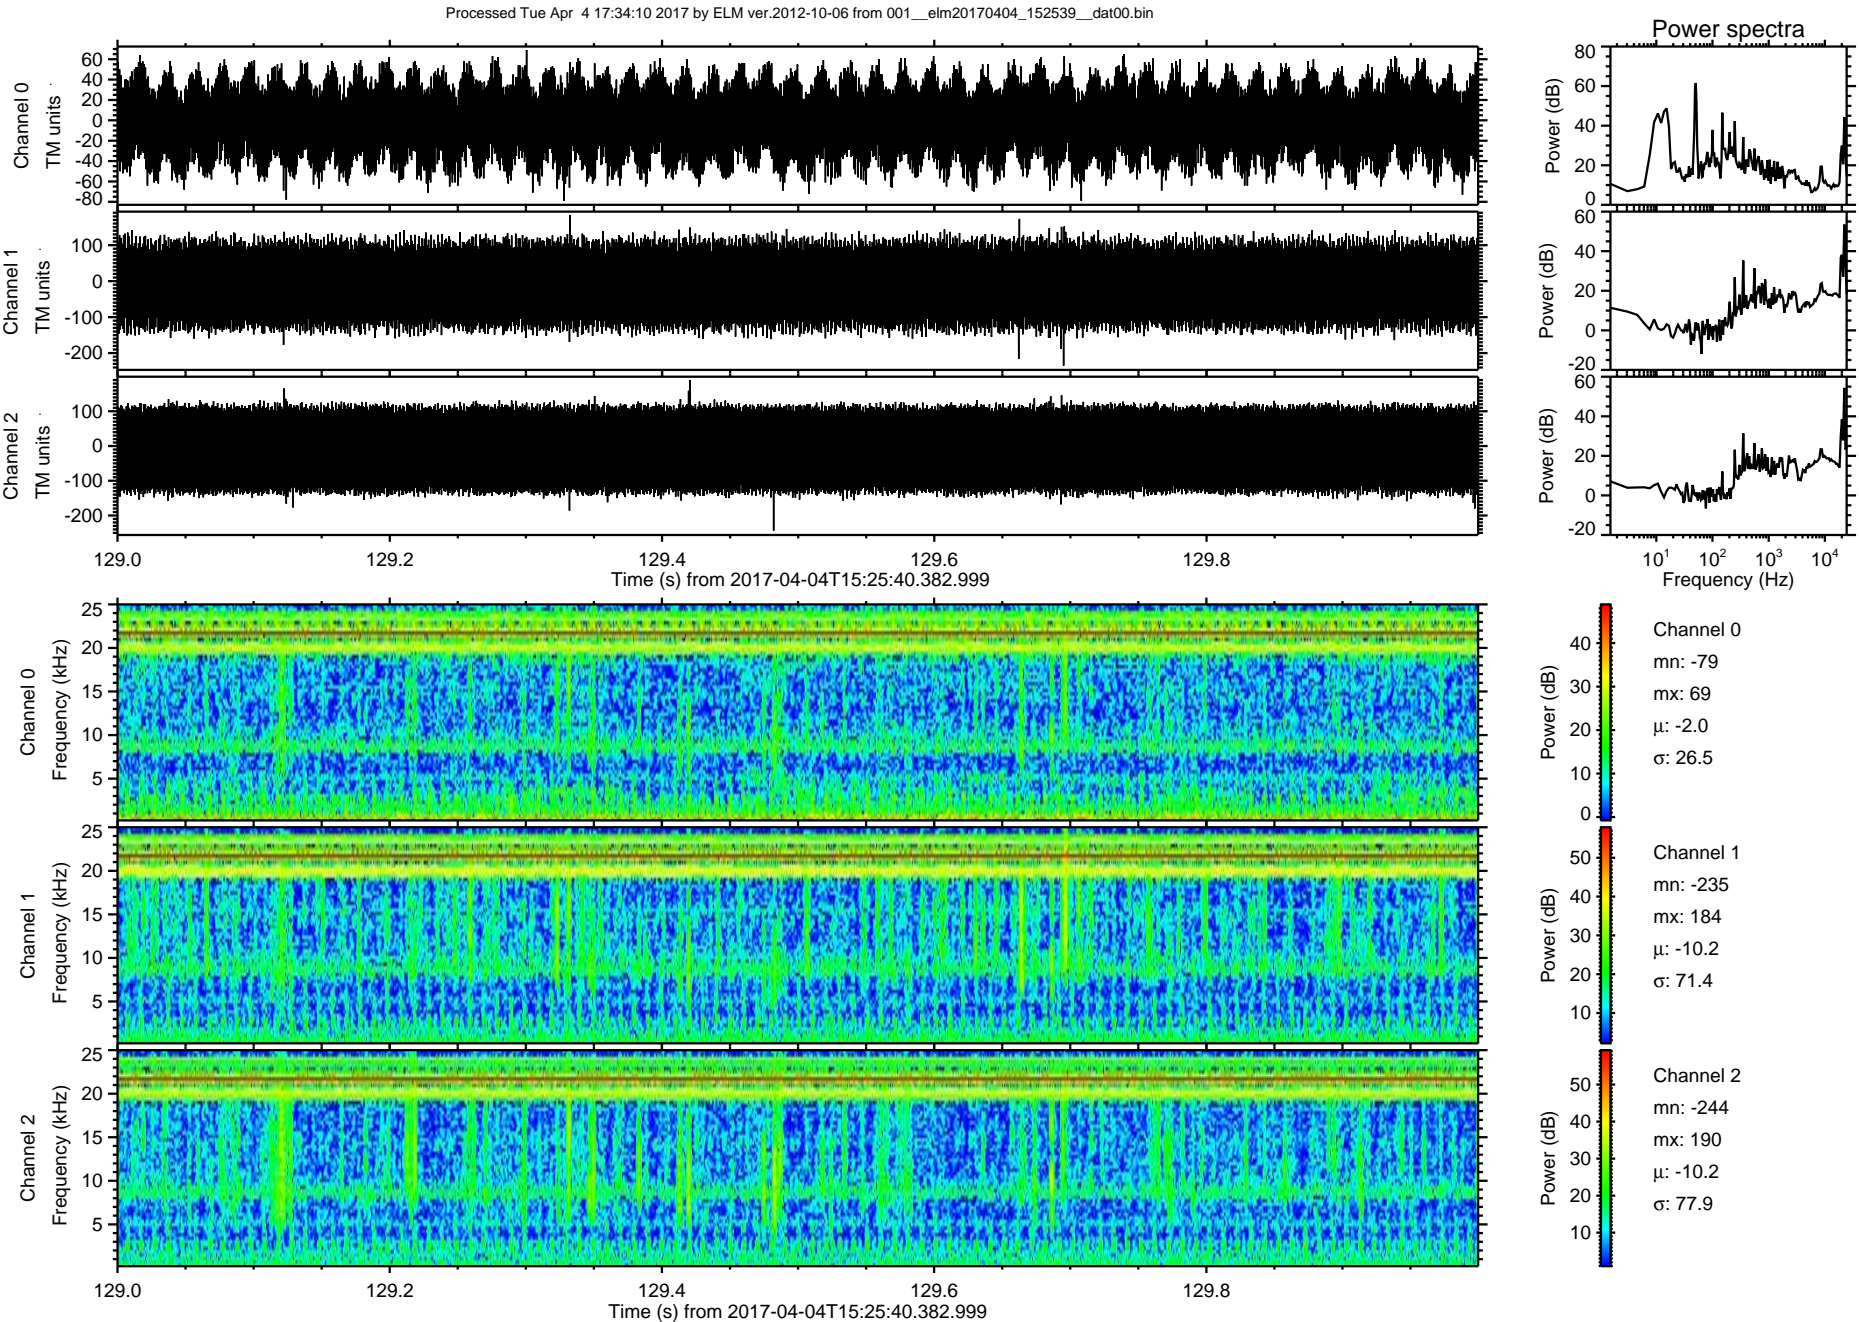 Processed Tue Apr  4 17:34:10 2017 by ELM ver.2012-10-06 from 001__elm20170404_152539__dat00.bin
Power spectra
Channel 0
TM units
60
40
20
0
-20
-40
-60
-80
Power (dB)
80
60
40
20
0
Channel 1
TM units
100
0
-100
-200
Power (dB)
60
40
20
0
-20
Channel 2
TM units
100
0
-100
-200
Power (dB)
60
40
20
0
-20
129.0 129.2 129.4 129.6 129.8
Time (s) from 2017-04-04T15:25:40.382.999
10¹ 10² 10³ 10⁴
Frequency (Hz)
Channel 0
Frequency (kHz)
25
20
15
10
5
Power (dB)
40
30
20
10
0
Channel 0
mn: -79
mx: 69
µ: -2.0
σ: 26.5
Channel 1
Frequency (kHz)
25
20
15
10
5
Power (dB)
50
40
30
20
10
Channel 1
mn: -235
mx: 184
µ: -10.2
σ: 71.4
Channel 2
Frequency (kHz)
25
20
15
10
5
Power (dB)
50
40
30
20
10
Channel 2
mn: -244
mx: 190
µ: -10.2
σ: 77.9
129.0 129.2 129.4 129.6 129.8
Time (s) from 2017-04-04T15:25:40.382.999